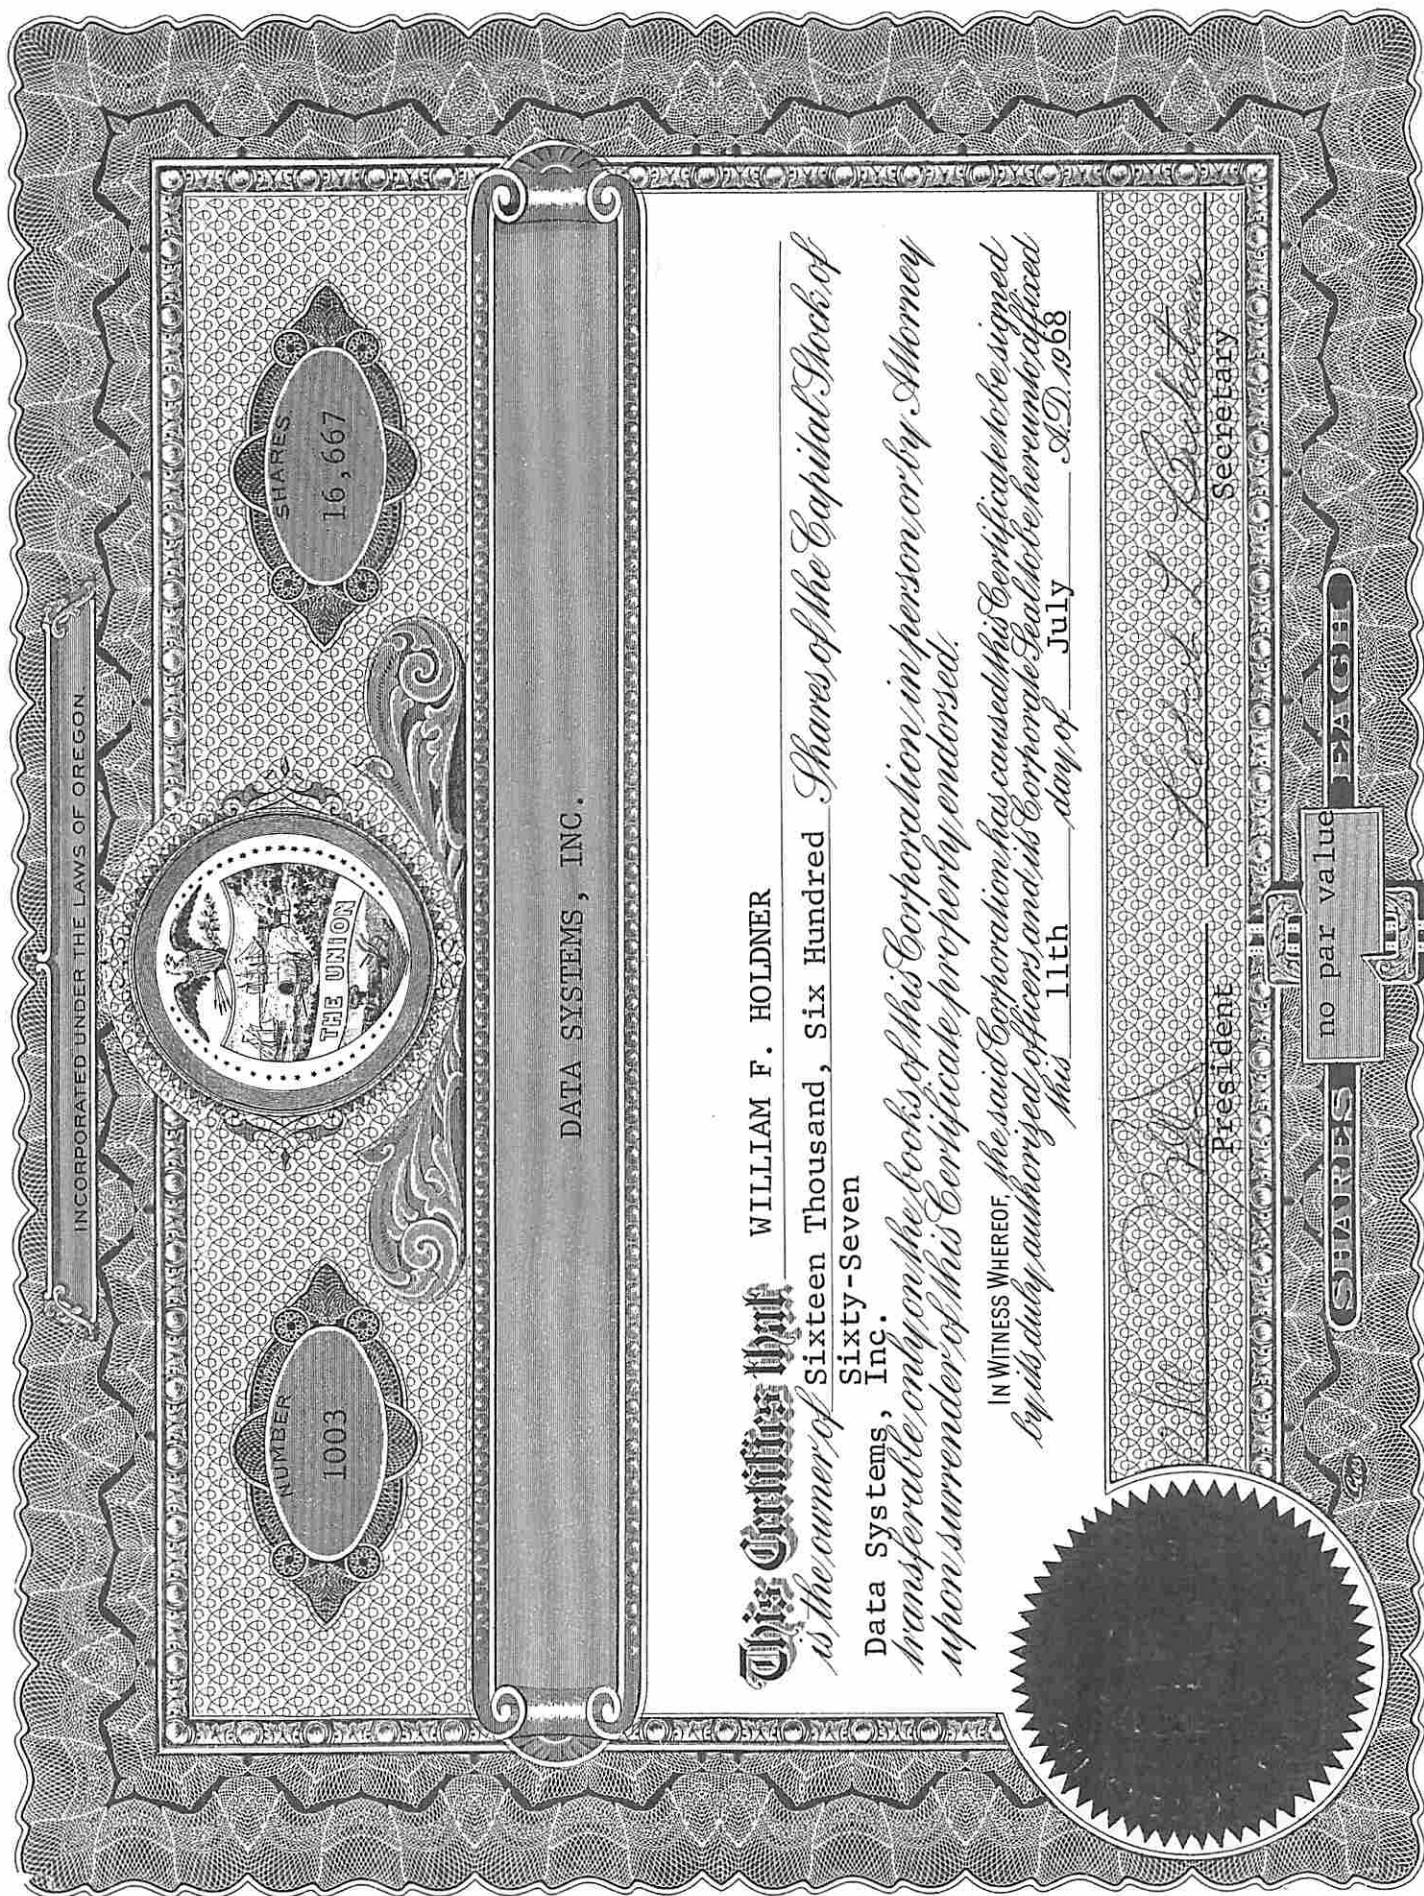 INCORPORATED UNDER THE LAWS OF OREGON
NUMBER
1003
SHARES
16,667
THE UNION
DATA SYSTEMS, INC.
This Certifies that WILLIAM F. HOLDNER
is the owner of Sixteen Thousand, Six Hundred Shares of the Capital Stock of
Sixty-Seven
Data Systems, Inc.
transferable only on the books of this Corporation in person or by Attorney
upon surrender of this Certificate properly endorsed.
IN WITNESS WHEREOF, the said Corporation has caused this Certificate to be signed
by its duly authorized officers and its Corporate Seal to be hereunto affixed
this 11th day of July A.D. 1968
President
Secretary
SHARES no par value EACH